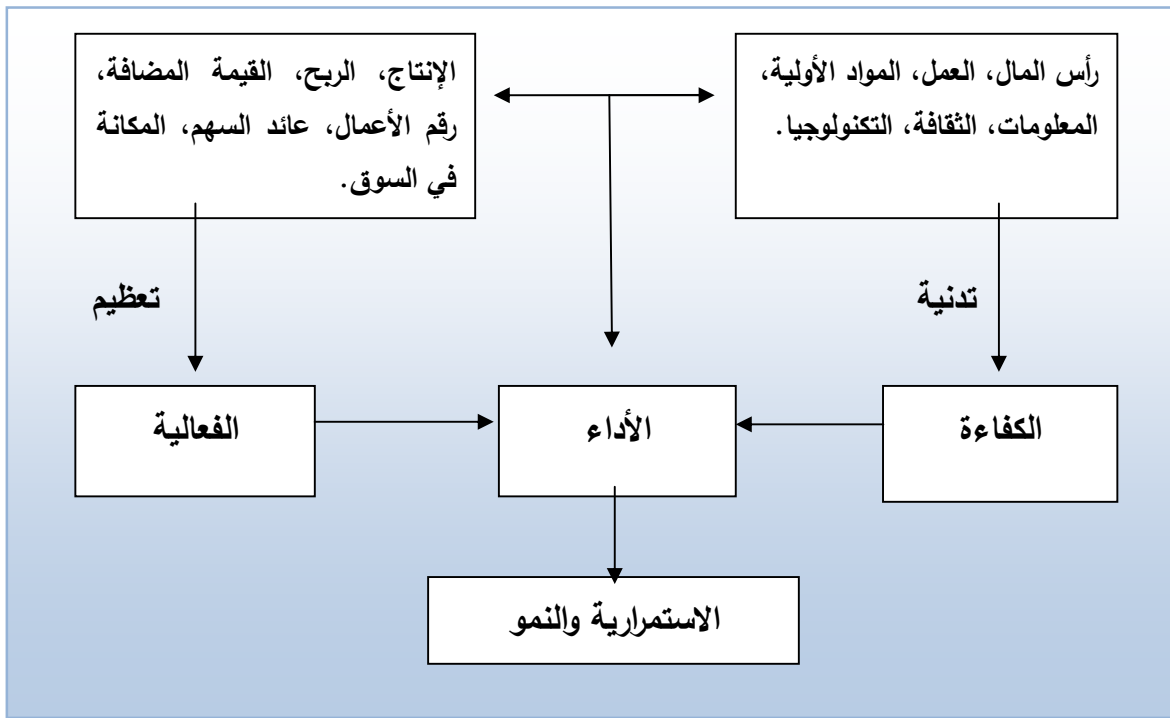 رأس المال، العمل، المواد الأولية،
المعلومات، الثقافة، التكنولوجيا.
الإنتاج، الربح، القيمة المضافة،
رقم الأعمال، عائد السهم، المكانة
في السوق.
تدنية
تعظيم
الكفاءة
الأداء
الفعالية
الاستمرارية والنمو